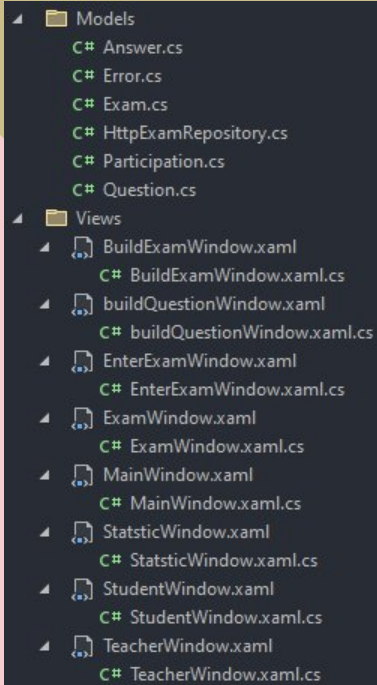 Models
C# Answer.cs
C# Error.cs
C# Exam.cs
C# HttpExamRepository.cs
C# Participation.cs
C# Question.cs
Views
BuildExamWindow.xaml
C# BuildExamWindow.xaml.cs
buildQuestionWindow.xaml
C# buildQuestionWindow.xaml.cs
EnterExamWindow.xaml
C# EnterExamWindow.xaml.cs
ExamWindow.xaml
C# ExamWindow.xaml.cs
MainWindow.xaml
C# MainWindow.xaml.cs
StatsticWindow.xaml
C# StatsticWindow.xaml.cs
StudentWindow.xaml
C# StudentWindow.xaml.cs
TeacherWindow.xaml
C# TeacherWindow.xaml.cs